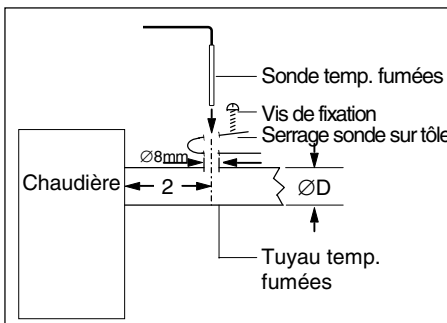 Sonde temp. fumées
Vis de fixation
Serrage sonde sur tôle
Ø8mm
Chaudière
2
ØD
Tuyau temp.
fumées